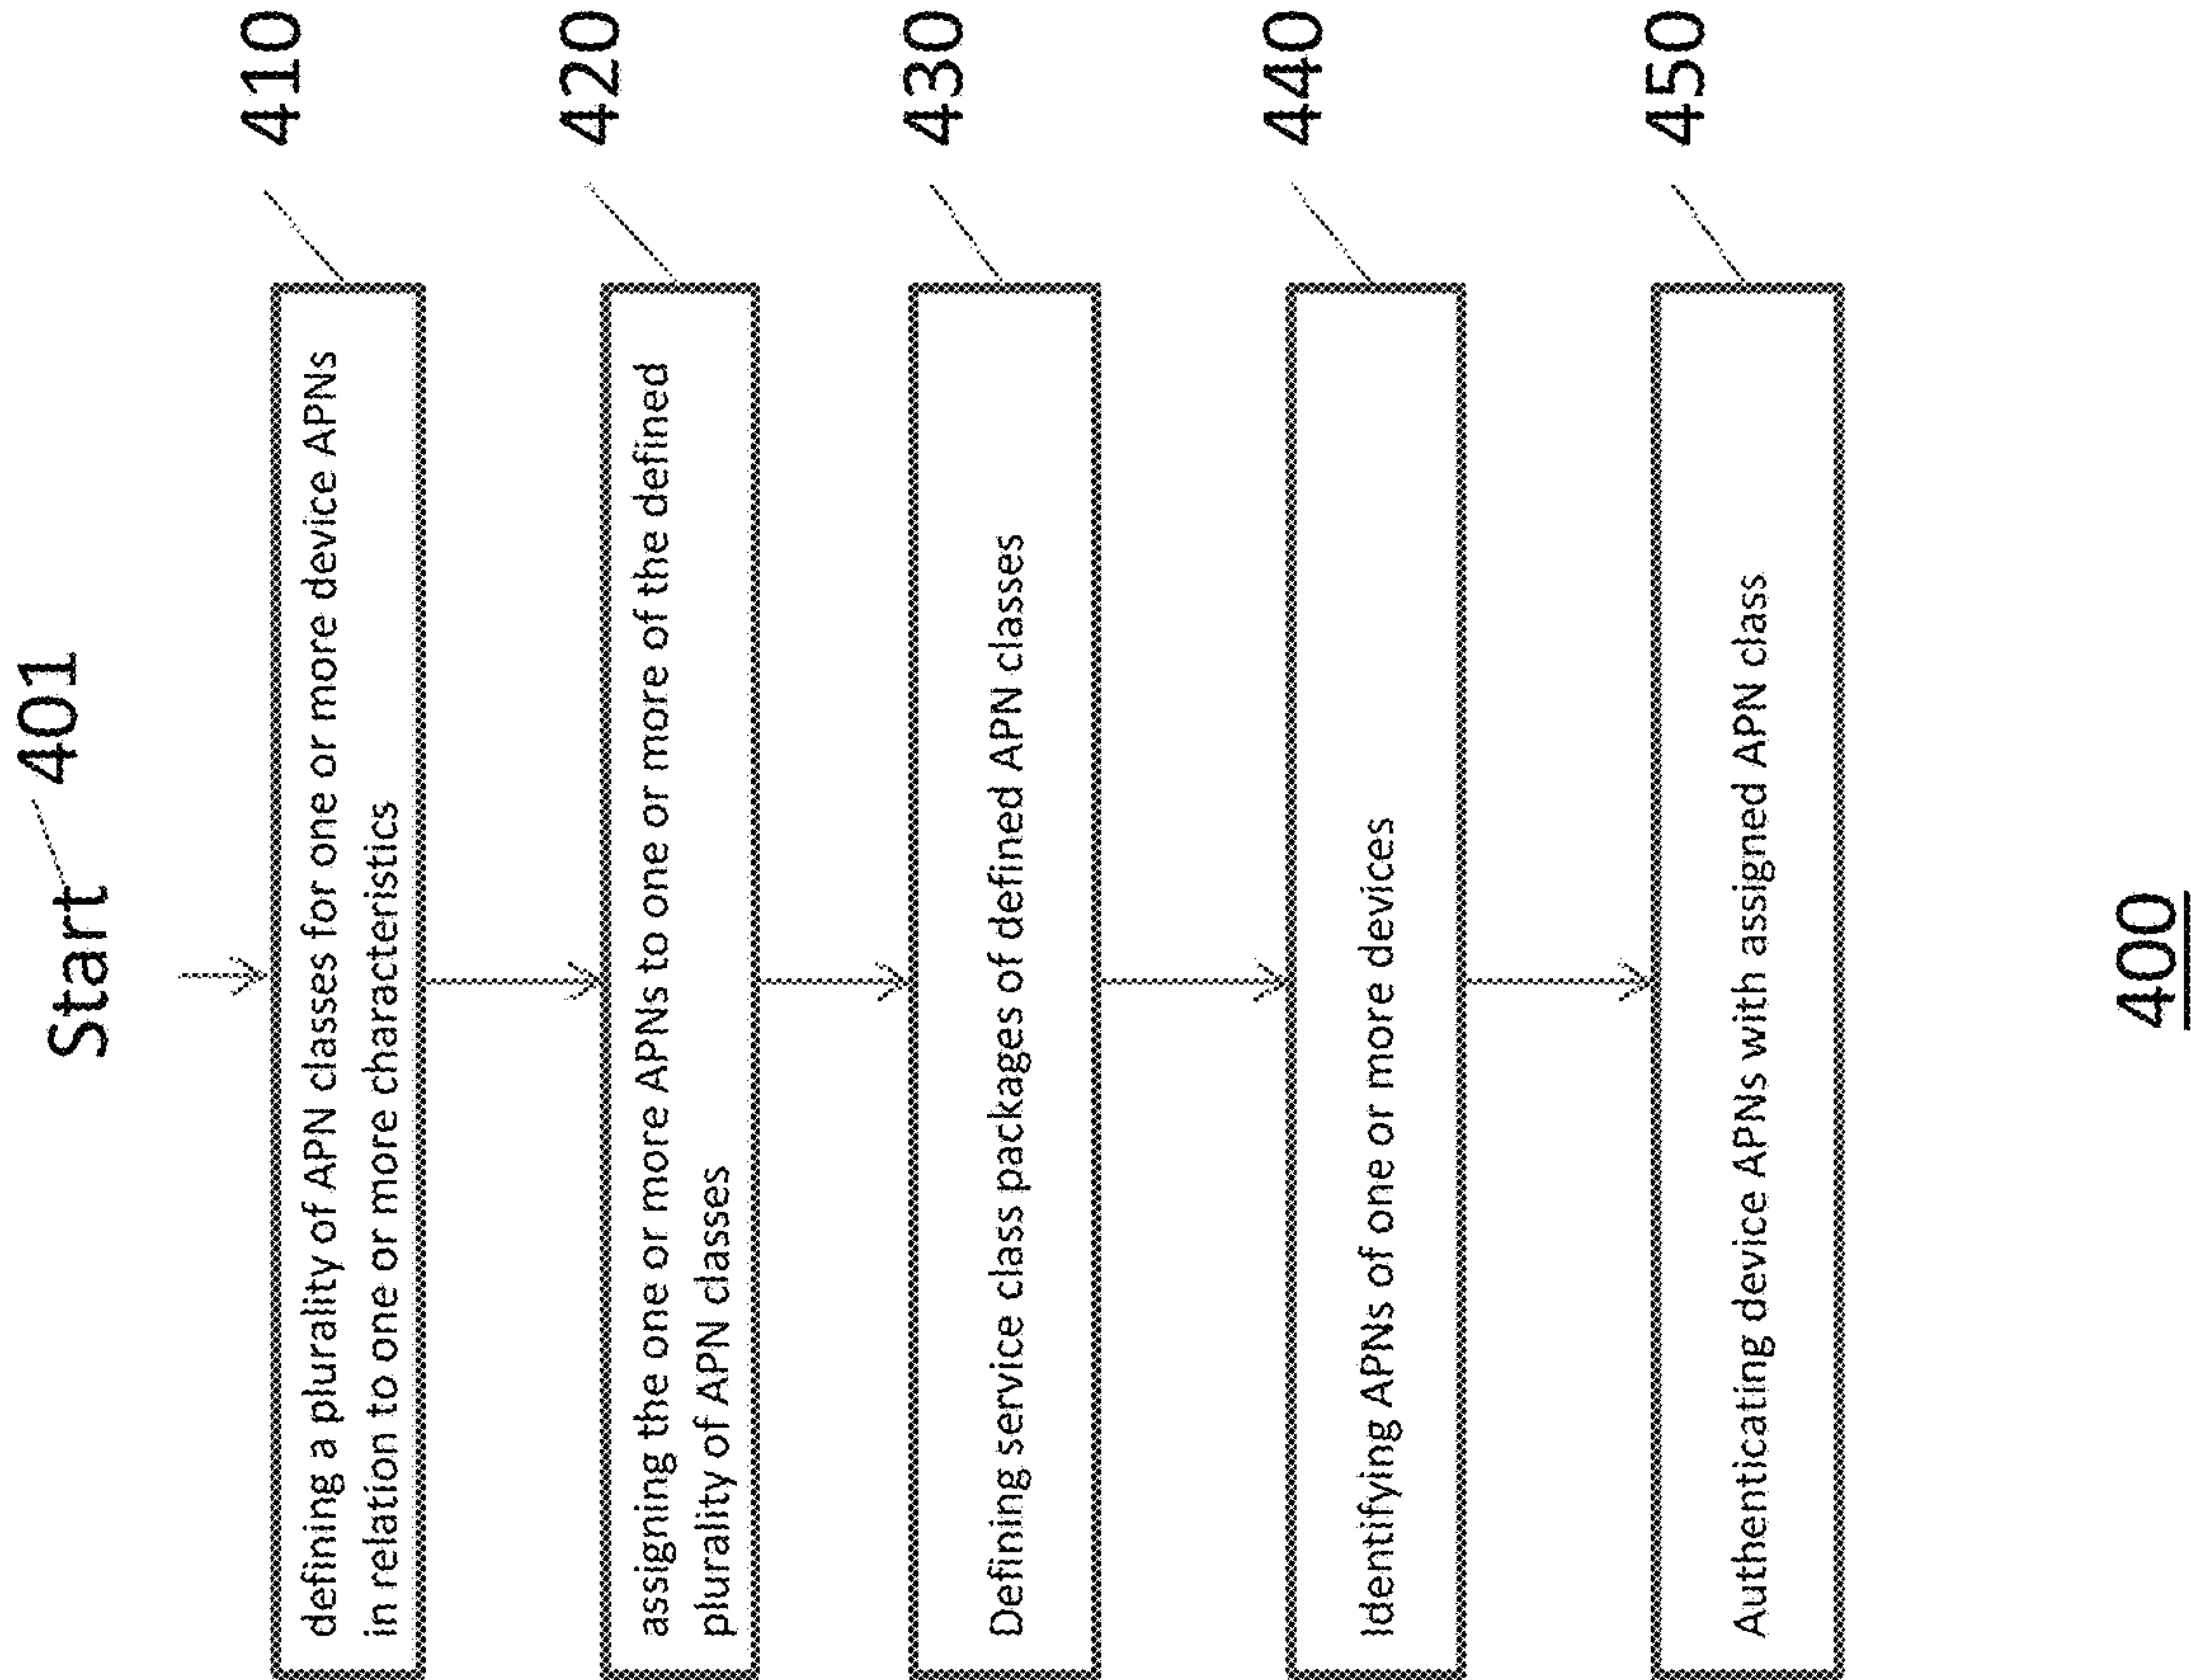 Start 401
defining a plurality of APN classes for one or more device APNs
in relation to one or more characteristics
410
assigning the one or more APNs to one or more of the defined
plurality of APN classes
420
Defining service class packages of defined APN classes
430
Identifying APNs of one or more devices
440
Authenticating device APNs with assigned APN class
450
400